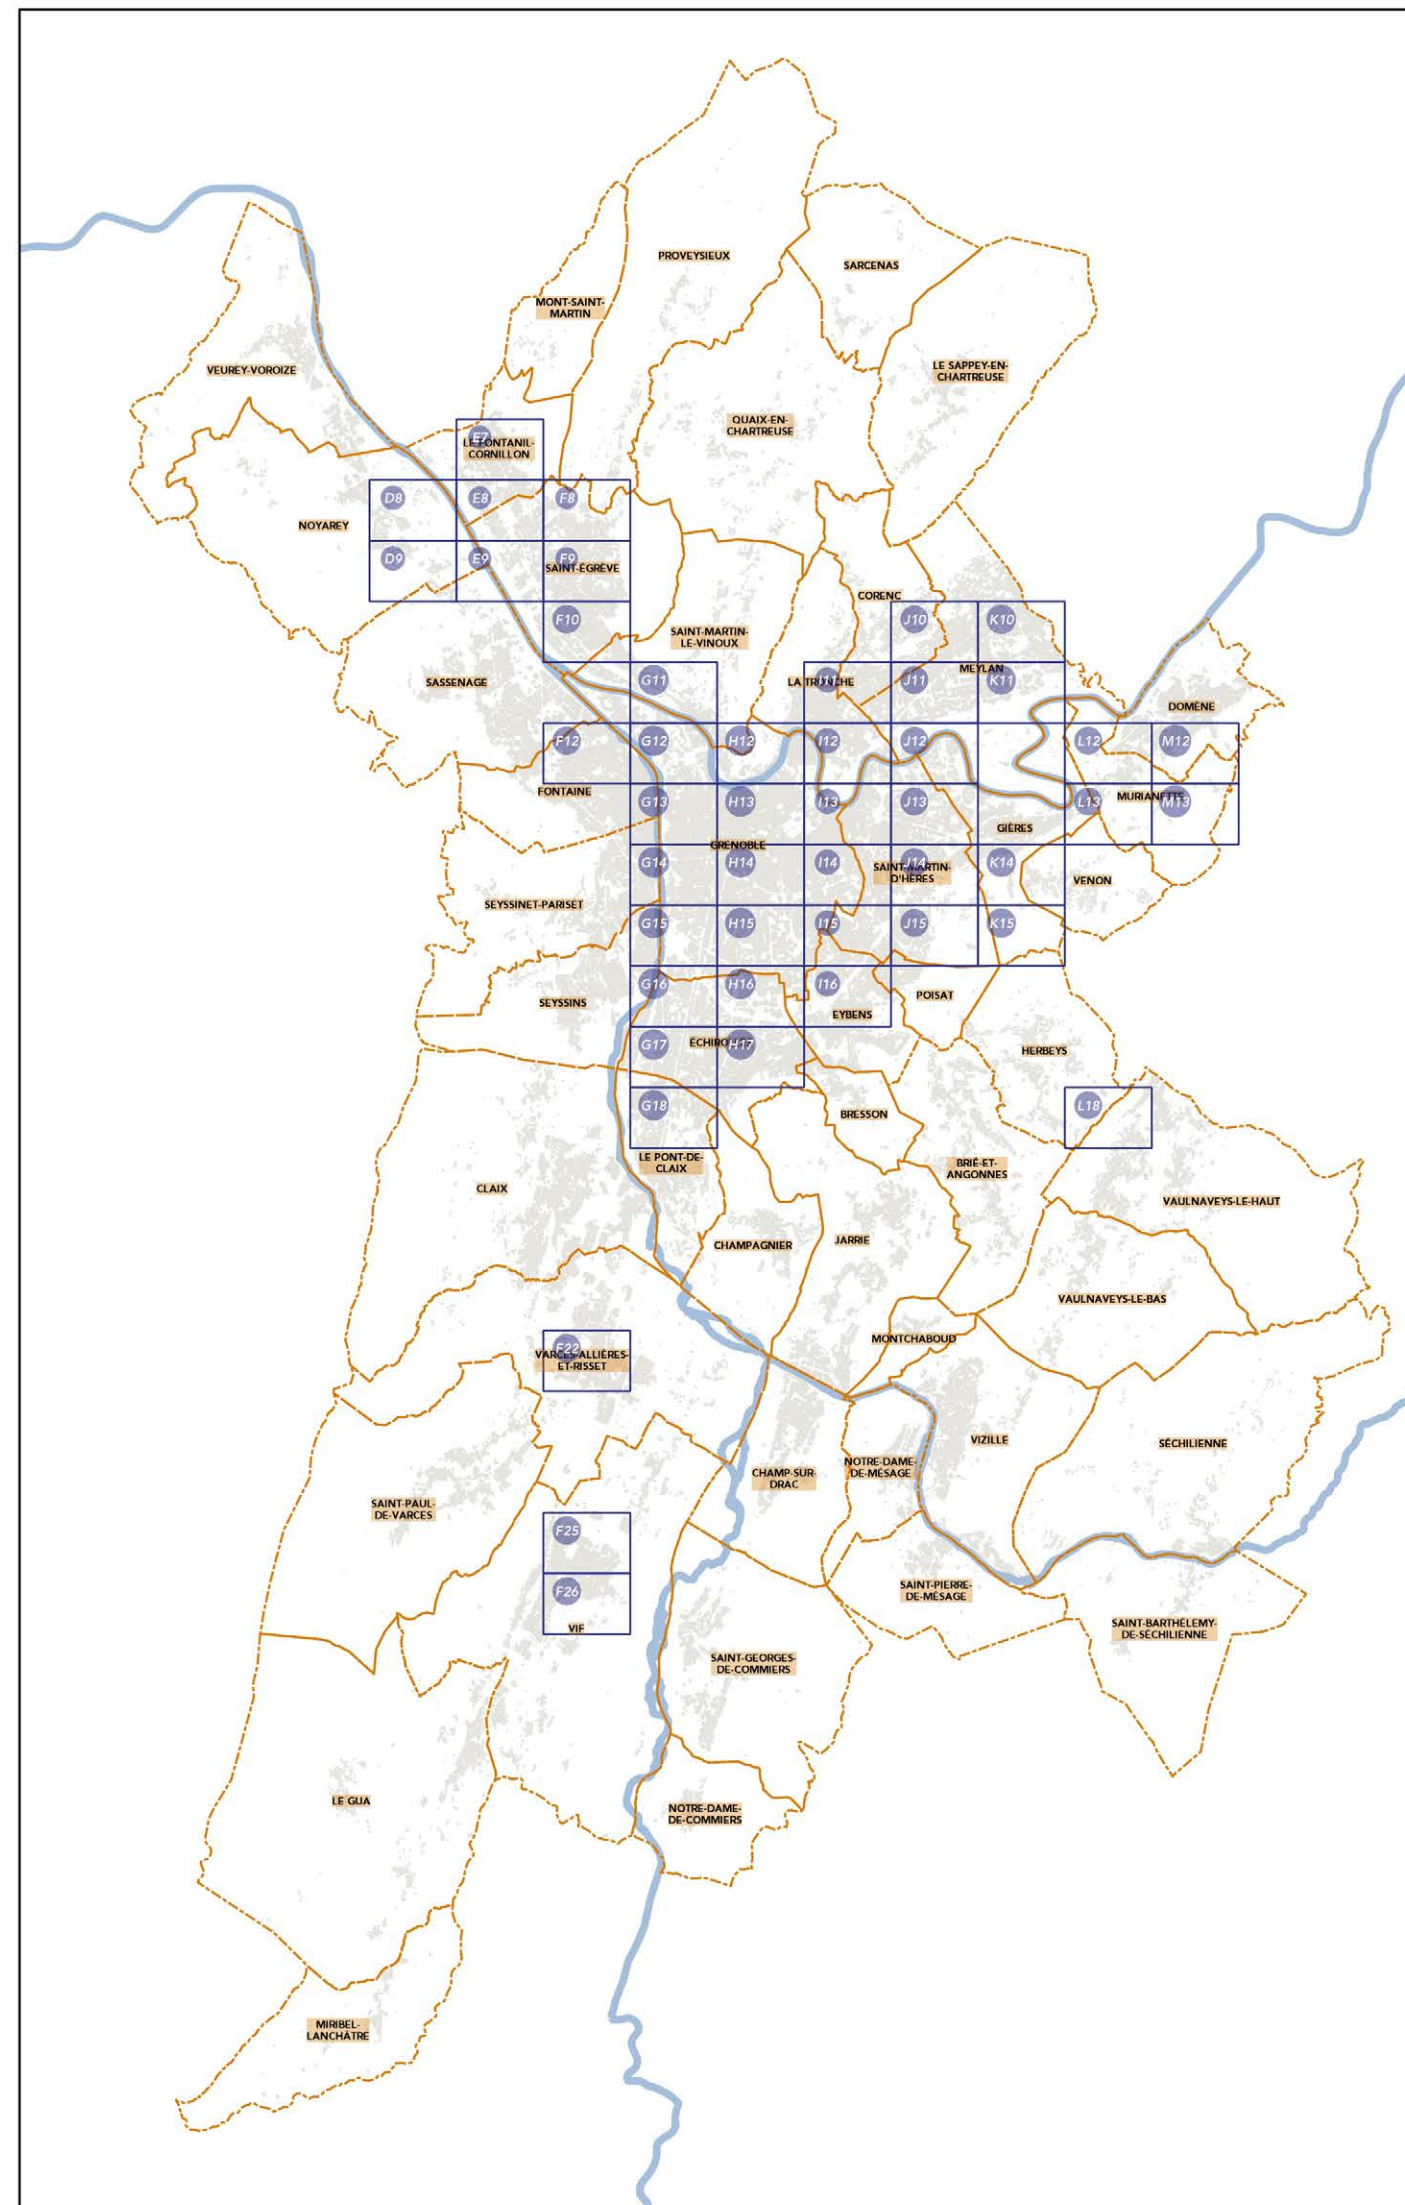 PROVEYSIEUX
SARCENAS
MONT-SAINT-
MARTIN
VEUREY-VOROIZE
LE SAPPEY-EN-
CHARTREUSE
QUAIX-EN-
CHARTREUSE
E7
LE FONTANIL-
CORNILLON
D8
E8
F8
NOYAREY
D9
E9
F9
SAINT-ÉGRÈVE
CORENC
F10
J10
K10
SAINT-MARTIN-
LE-VINOUX
SASSENAGE
G11
LA TRONCHE
J11
MEYLAN
K11
DOMÈNE
F12
G12
H12
I12
J12
L12
M12
FONTAINE
G13
H13
I13
J13
L13
MURIANETTE
M13
GIÈRES
GRENOBLE
G14
H14
I14
J14
SAINT-MARTIN-
D'HÈRES
K14
VENON
SEYSSINET-PARISET
G15
H15
I15
J15
K15
SEYSSINS
G16
H16
I16
POISAT
EYBENS
G17
ÉCHIROLLES
H17
HERBEYS
G18
BRESSON
L18
LE PONT-DE-
CLAIX
BRIÉ-ET-
ANGONNES
CLAIX
VAULNAVEYS-LE-HAUT
CHAMPAGNIER
JARRIE
VAULNAVEYS-LE-BAS
MONTCHABOUD
F22
VARCES-ALLIÈRES-
ET-RISSET
VIZILLE
SÉCHILIENNE
NOTRE-DAME-
DE-MÉSAGE
CHAMP-SUR-
DRAC
SAINT-PAUL-
DE-VARCES
F25
F26
VIF
SAINT-PIERRE-
DE-MÉSAGE
SAINT-BARTHÉLEMY-
DE-SÉCHILIENNE
SAINT-GEORGES-
DE-COMMIERS
LE GUA
NOTRE-DAME-
DE-COMMIERS
MIRIBEL-
LANCHÂTRE